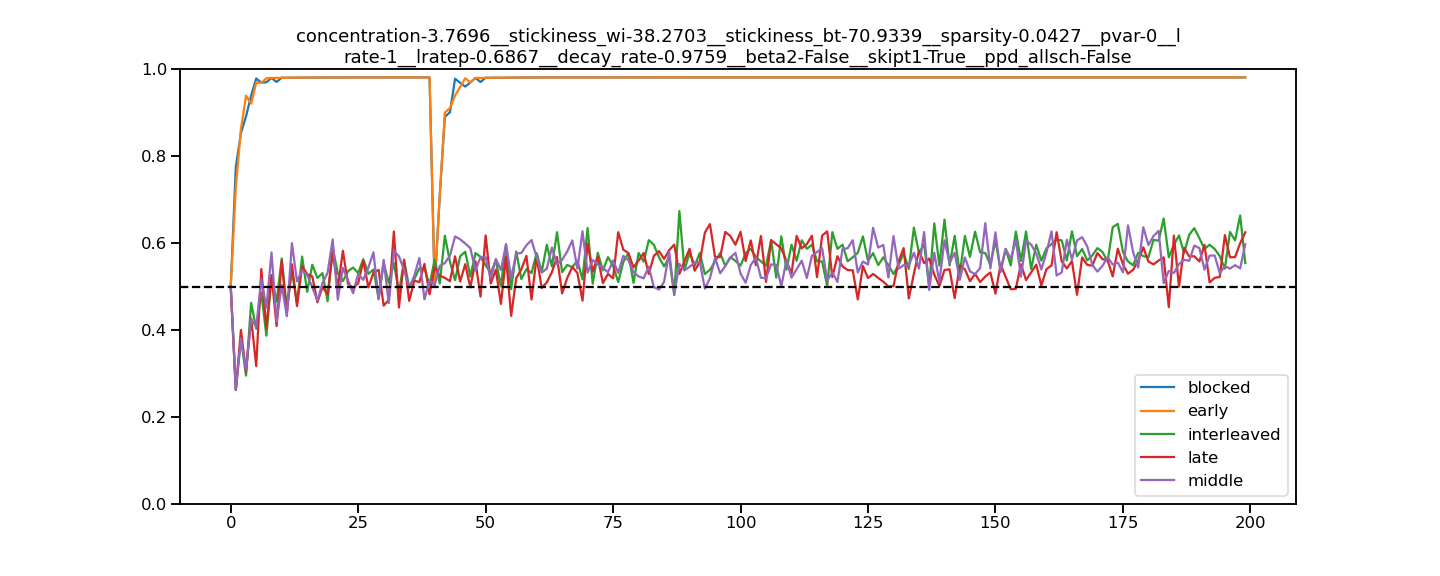 concentration-3.7696__stickiness_wi-38.2703__stickiness_bt-70.9339__sparsity-0.0427__pvar-0__l
rate-1__lratep-0.6867__decay_rate-0.9759__beta2-False__skipt1-True__ppd_allsch-False
1.0
0.8
0.6
0.4
0.2
0.0
0 25 50 75 100 125 150 175 200
blocked
early
interleaved
late
middle